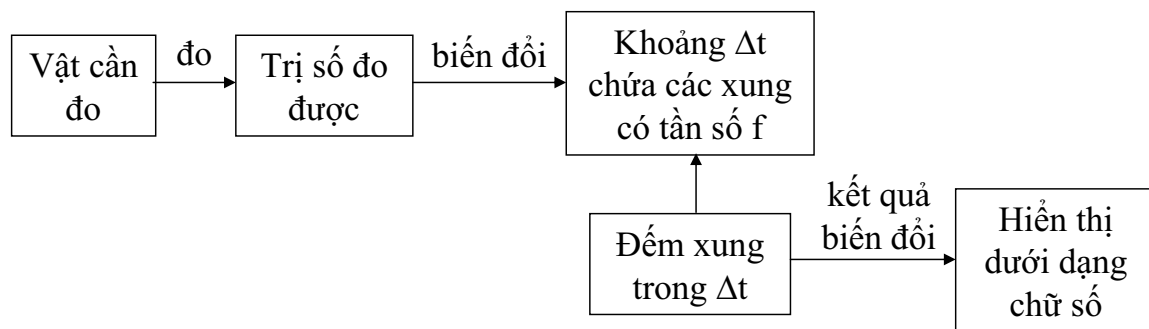 Vật cần
đo
đo
Trị số đo
được
biến đổi
Khoảng Δt
chứa các xung
có tần số f
Đếm xung
trong Δt
kết quả
biến đổi
Hiển thị
dưới dạng
chữ số